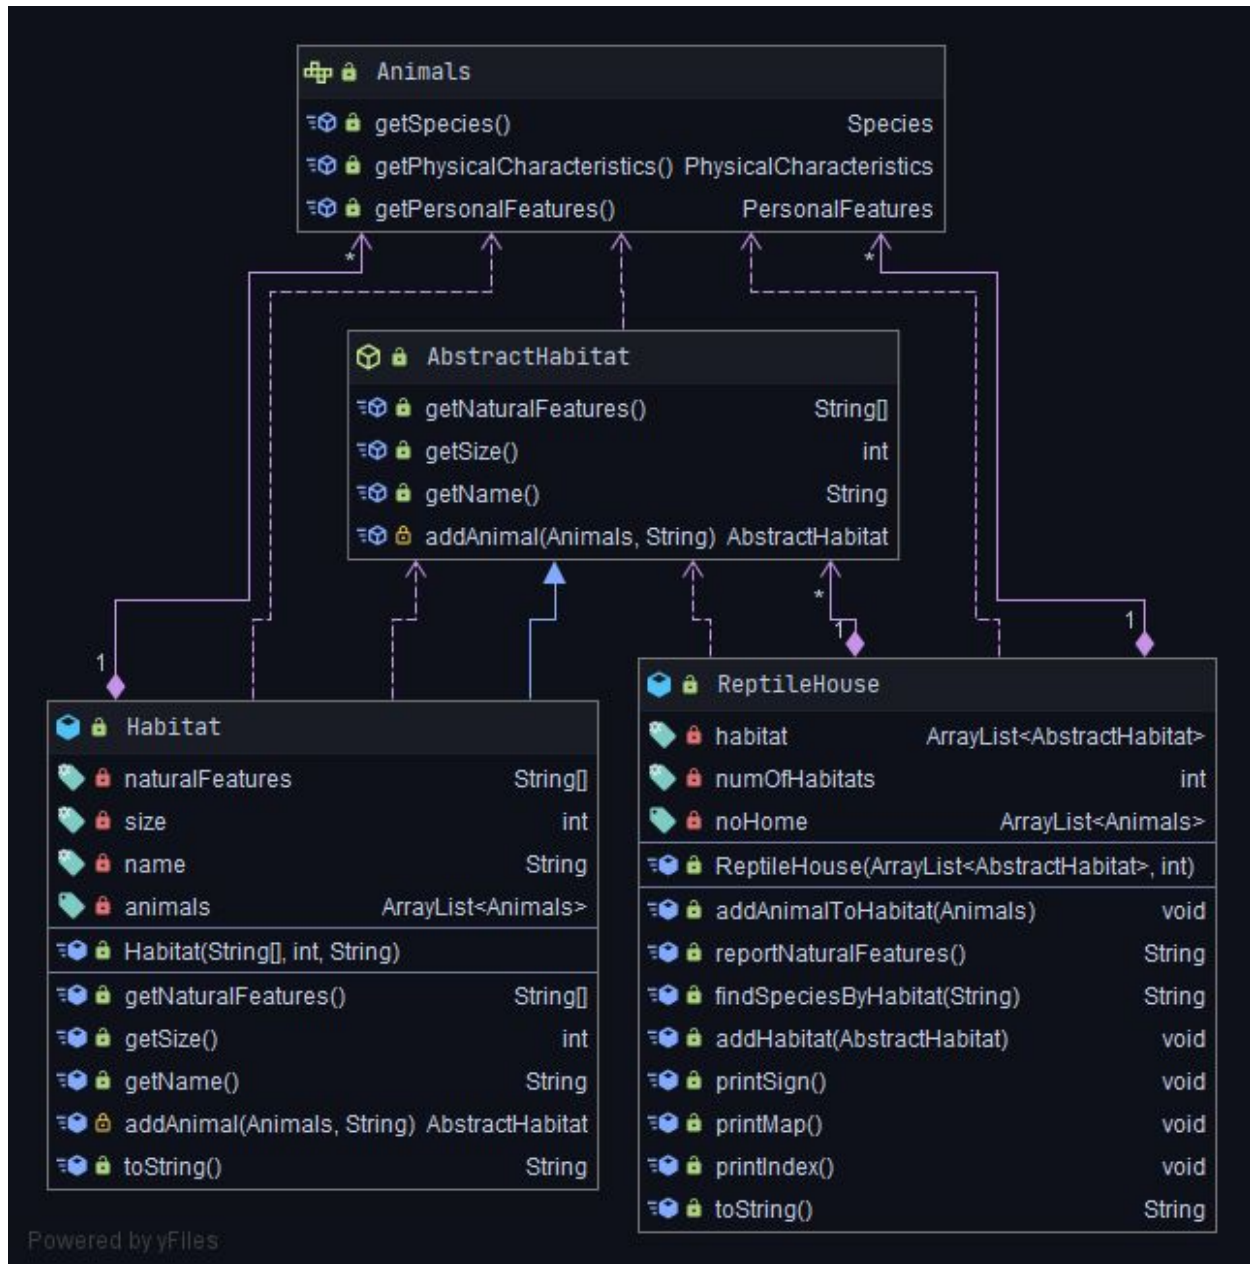 Animals
getSpecies() Species
getPhysicalCharacteristics() PhysicalCharacteristics
getPersonalFeatures() PersonalFeatures
* *
AbstractHabitat
getNaturalFeatures() String[]
getSize() int
getName() String
addAnimal(Animals, String) AbstractHabitat
*
1 1
1
ReptileHouse
habitat ArrayList<AbstractHabitat>
numOfHabitats int
noHome ArrayList<Animals>
ReptileHouse(ArrayList<AbstractHabitat>, int)
addAnimalToHabitat(Animals) void
reportNaturalFeatures() String
findSpeciesByHabitat(String) String
addHabitat(AbstractHabitat) void
printSign() void
printMap() void
printIndex() void
toString() String
Habitat
naturalFeatures String[]
size int
name String
animals ArrayList<Animals>
Habitat(String[], int, String)
getNaturalFeatures() String[]
getSize() int
getName() String
addAnimal(Animals, String) AbstractHabitat
toString() String
Powered by yFiles